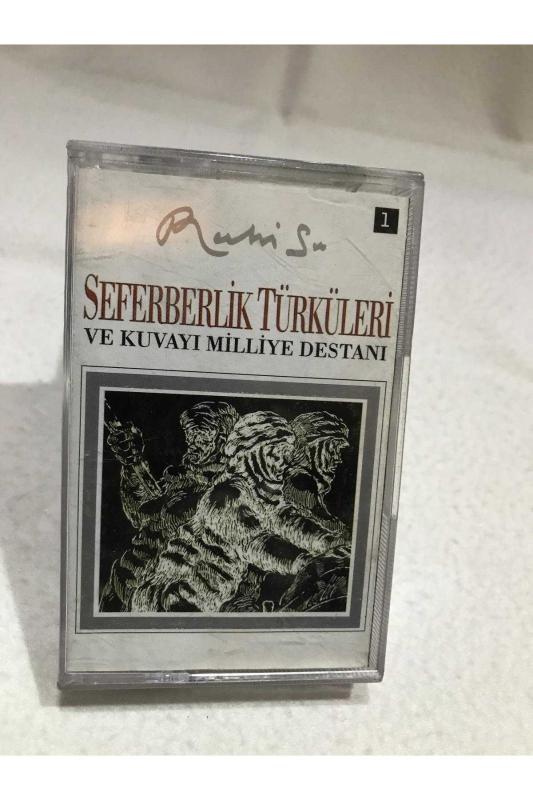 Ruhi Su
1
SEFERBERLİK TÜRKÜLERİ
VE KUVAYI MİLLİYE DESTANI